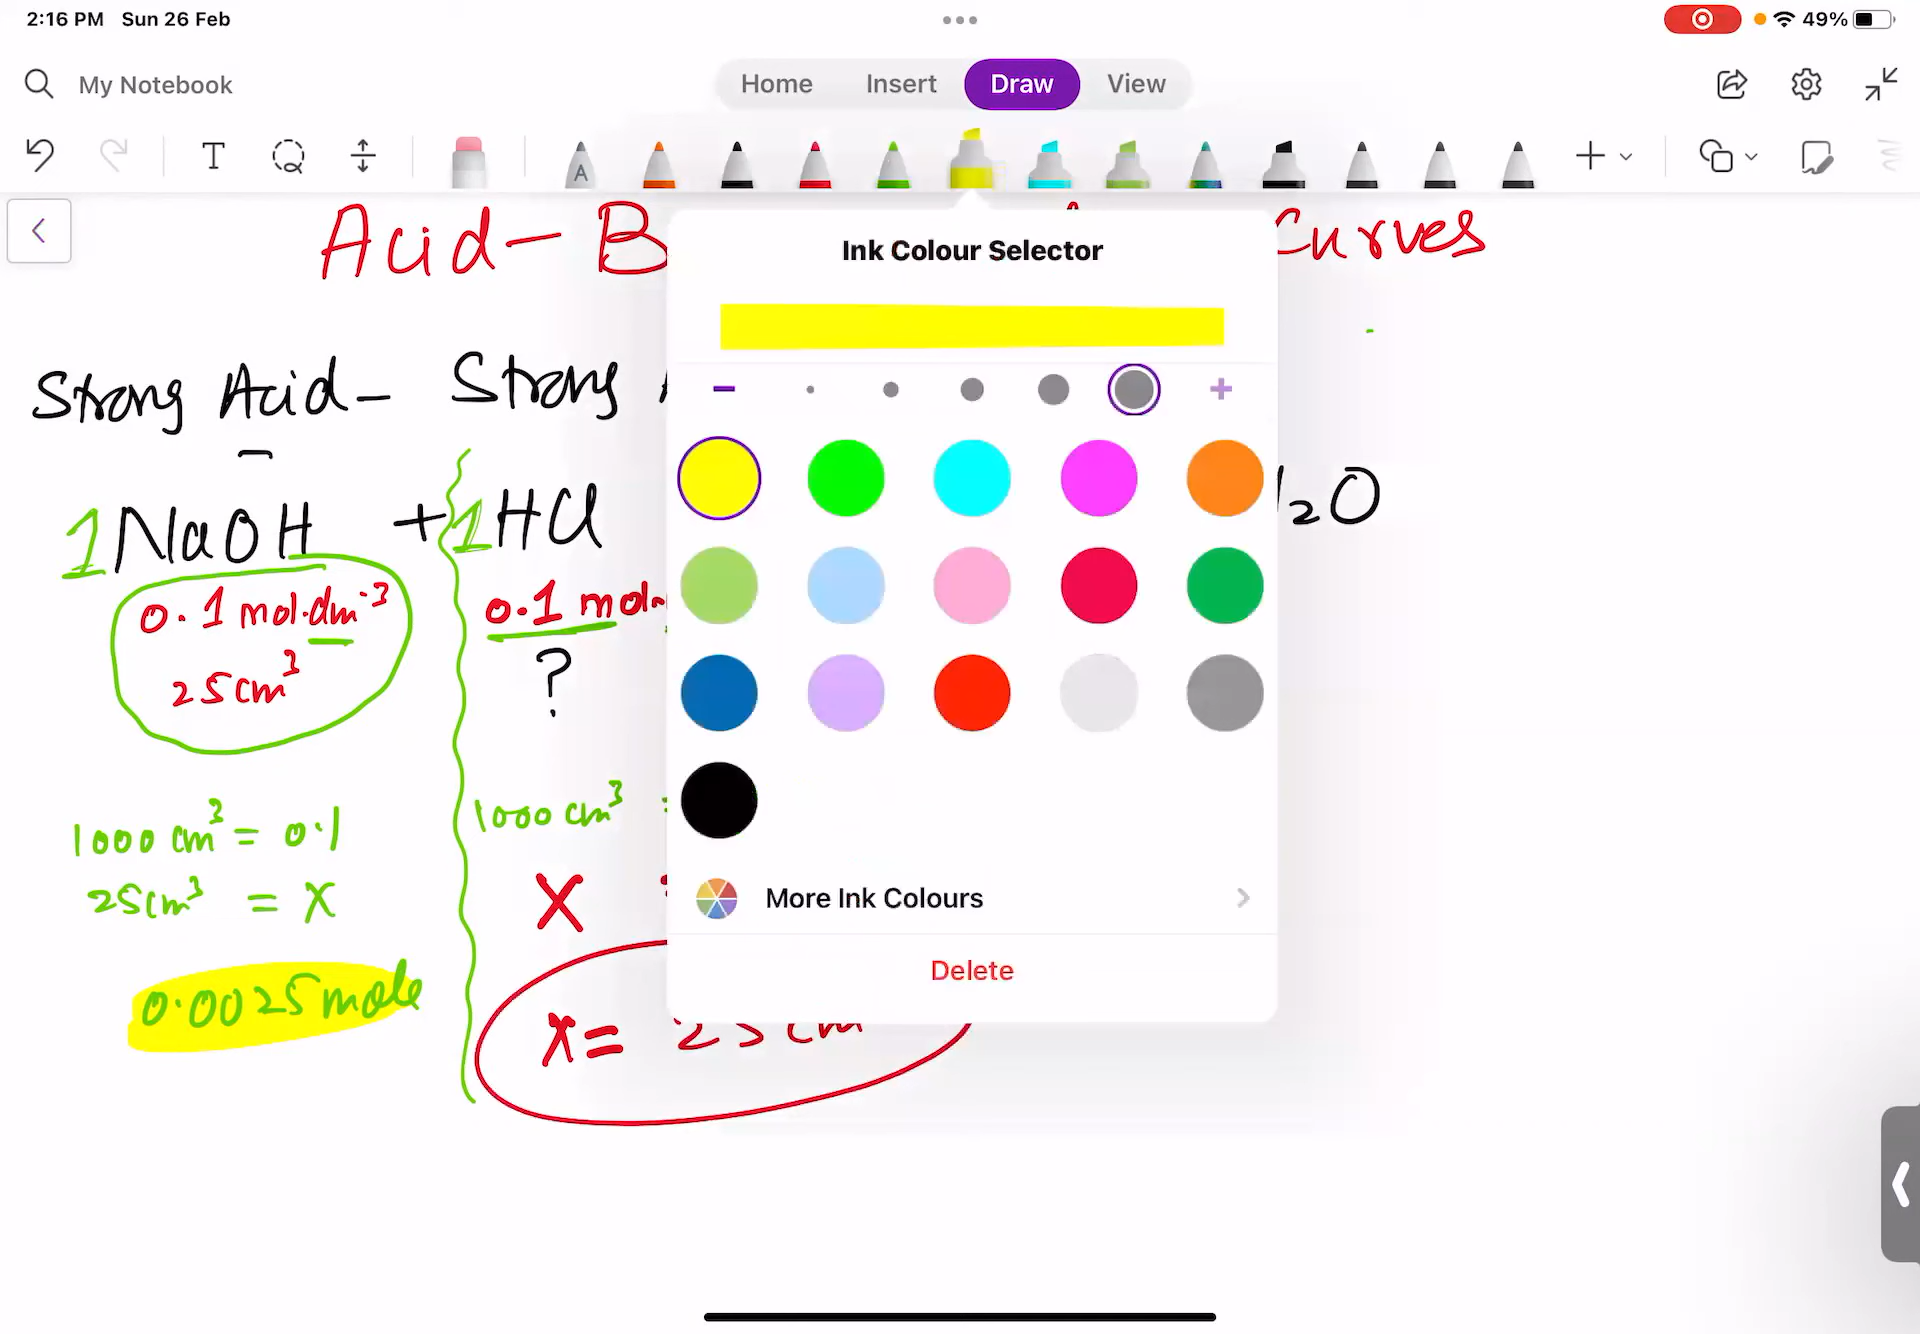 2:16 PM Sun 26 Feb
49%
My Notebook
Home Insert Draw View
T
A
Acid- B Curves
Ink Colour Selector
Strong Acid- Strong
1NaOH + 1HCl H₂O
0.1 mol.dm⁻³ 0.1 mol
25cm³ ?
1000 cm³ = 0.1 1000 cm³ =
25cm³ = X X =
More Ink Colours
Delete
0.0025 mole
x= 25 cm